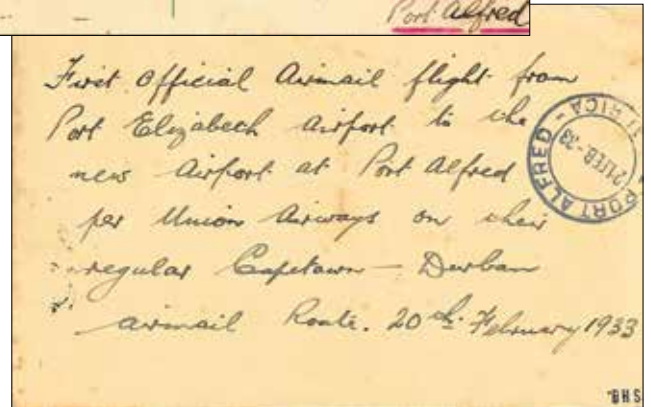 Port Alfred
First Official Airmail flight from
Port Elizabeth Airport to the
new Airport at Port Alfred
per Union Airways on their
regular Capetown — Durban
airmail Route. 20th. February 1933
PORT ALFRED
21 FEB -33
BHS